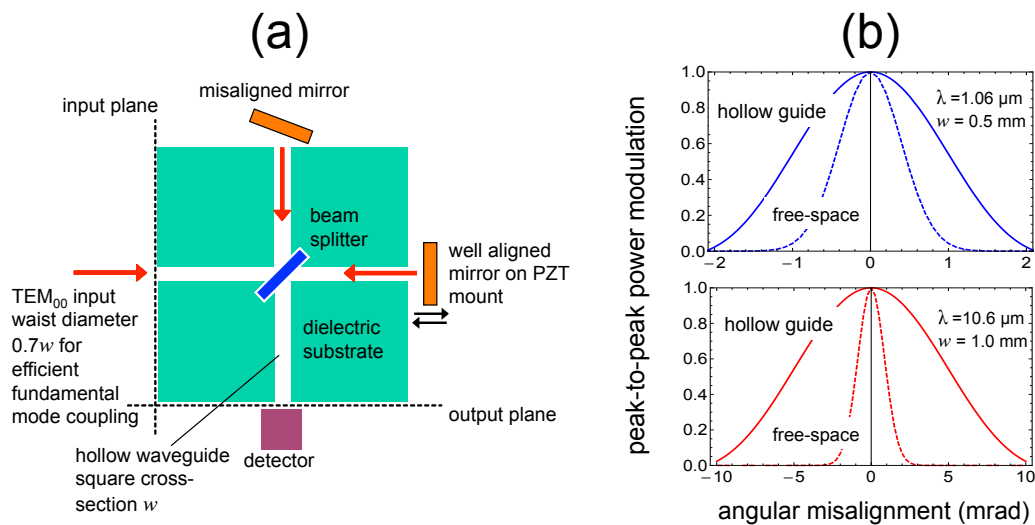 (a)
input plane
misaligned mirror
beam
splitter
well aligned
mirror on PZT
mount
TEM₀₀ input
waist diameter
0.7w for
efficient
fundamental
mode coupling
dielectric
substrate
output plane
hollow waveguide
square cross-
section w
detector
(b)
peak-to-peak power modulation
1.0
0.8
0.6
0.4
0.2
0.0
hollow guide
free-space
λ =1.06 µm
w = 0.5 mm
−2 −1 0 1 2
1.0
0.8
0.6
0.4
0.2
0.0
hollow guide
free-space
λ =10.6 µm
w = 1.0 mm
−10 −5 0 5 10
angular misalignment (mrad)